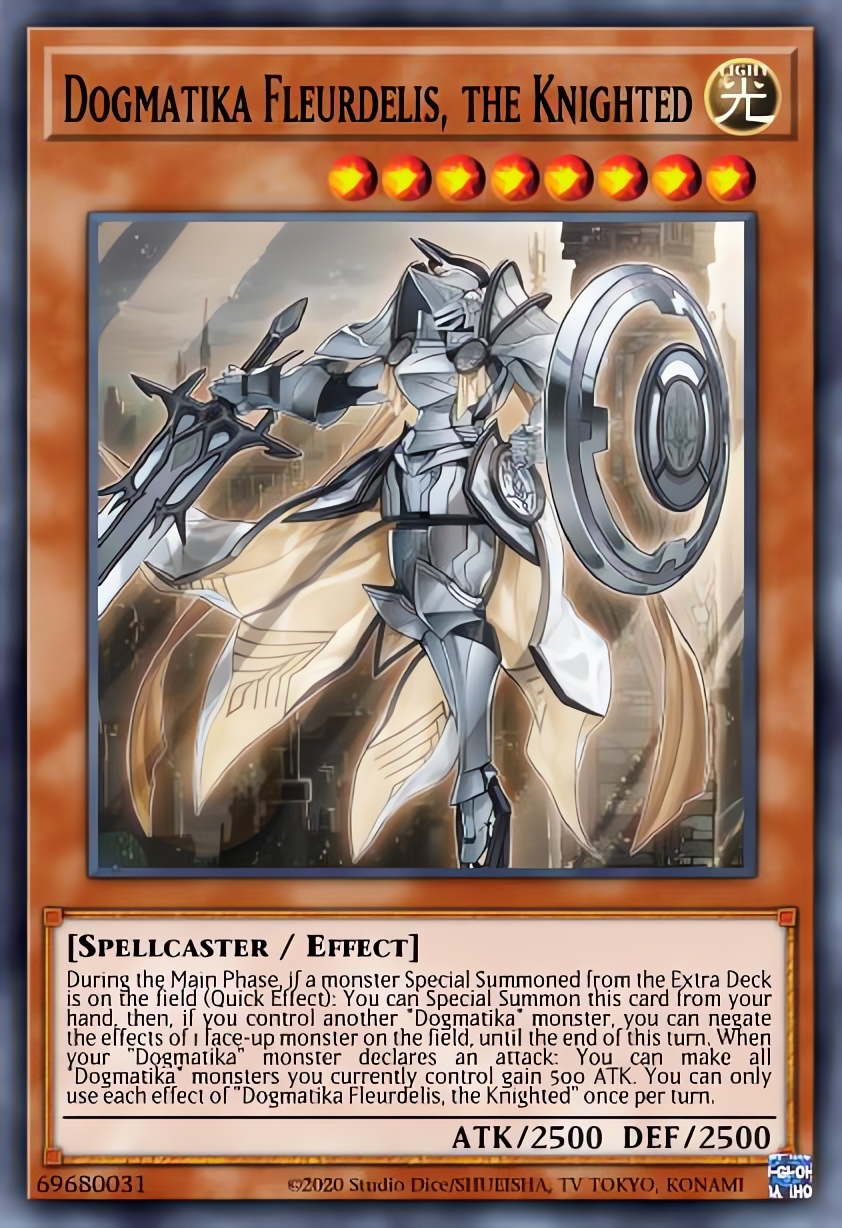 Dogmatika Fleurdelis, the Knighted
LIGHT
光
[Spellcaster / Effect]
During the Main Phase, if a monster Special Summoned from the Extra Deck
is on the field (Quick Effect): You can Special Summon this card from your
hand, then, if you control another "Dogmatika" monster, you can negate
the effects of 1 face-up monster on the field, until the end of this turn. When
your "Dogmatika" monster declares an attack: You can make all
"Dogmatika" monsters you currently control gain 500 ATK. You can only
use each effect of "Dogmatika Fleurdelis, the Knighted" once per turn.
ATK/2500 DEF/2500
69680031 ©2020 Studio Dice/SHUEISHA, TV TOKYO, KONAMI